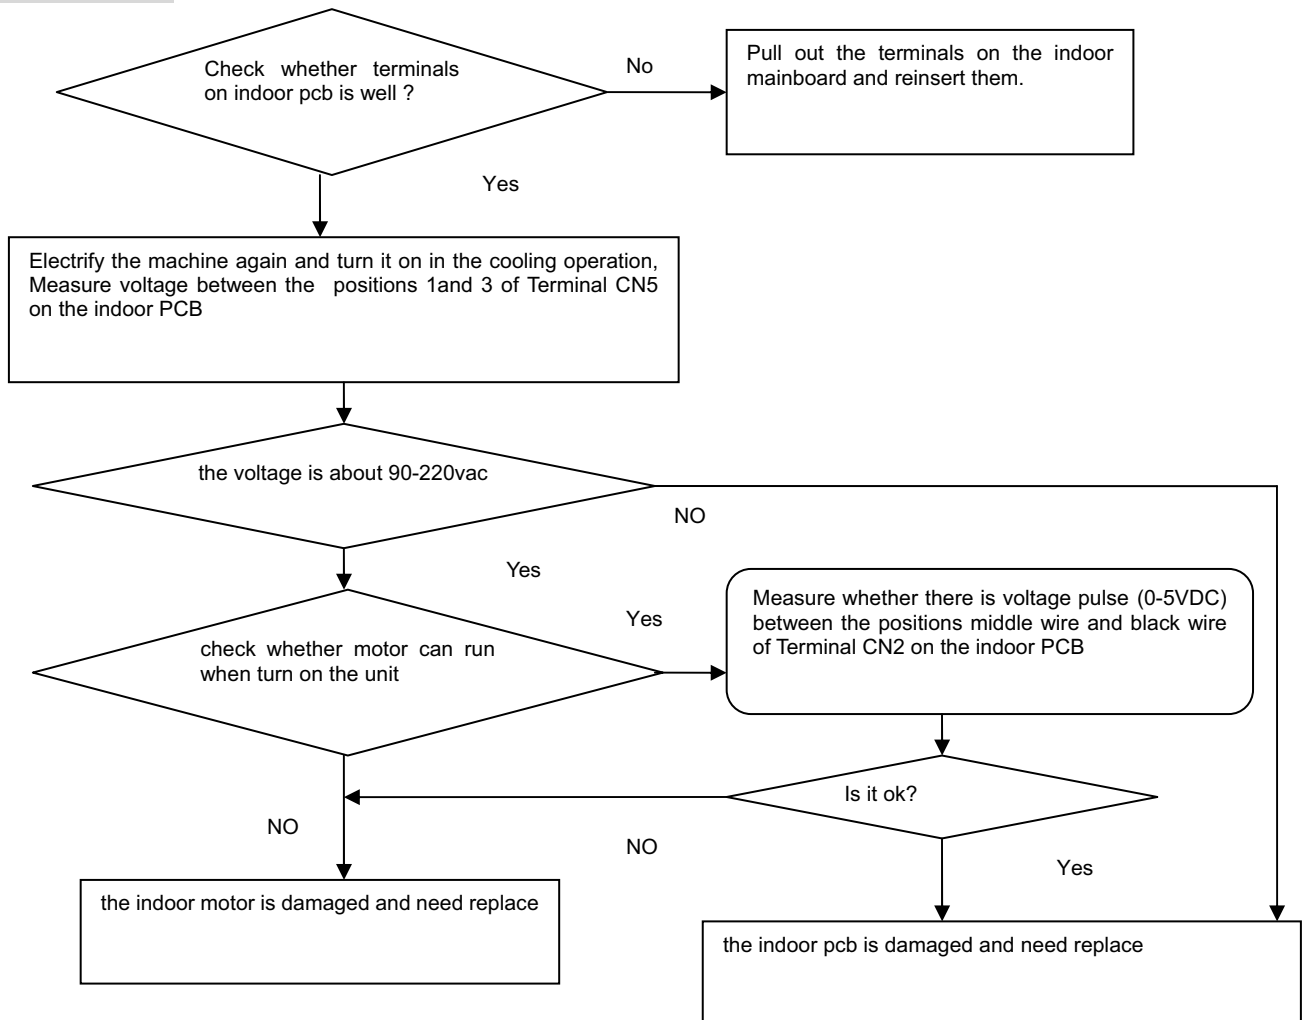 Check whether terminals
on indoor pcb is well ?
No
Pull out the terminals on the indoor
mainboard and reinsert them.
Yes
Electrify the machine again and turn it on in the cooling operation,
Measure voltage between the positions 1and 3 of Terminal CN5
on the indoor PCB
the voltage is about 90-220vac
NO
Yes
check whether motor can run
when turn on the unit
Yes
Measure whether there is voltage pulse (0-5VDC)
between the positions middle wire and black wire
of Terminal CN2 on the indoor PCB
Is it ok?
NO
NO
Yes
the indoor motor is damaged and need replace
the indoor pcb is damaged and need replace